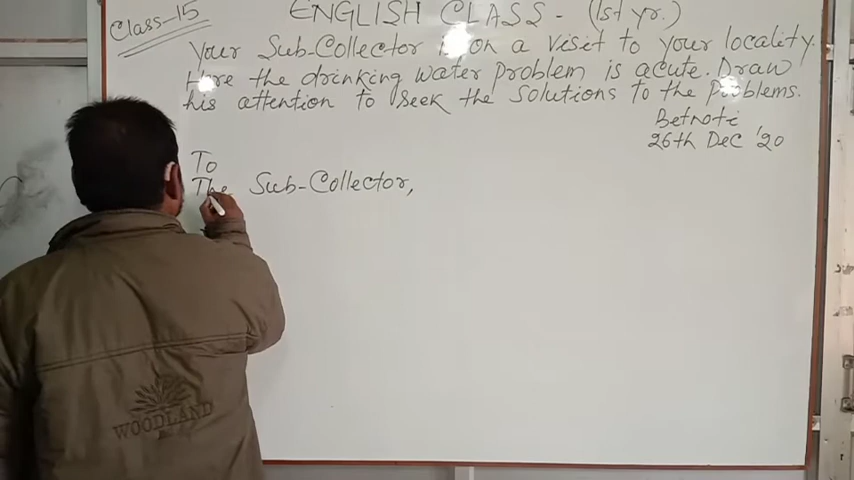 Class-15
ENGLISH CLASS - (1st yr.)
Your Sub-Collector is on a visit to your locality.
Here the drinking water problem is acute. Draw
his attention to seek the solutions to the problems.
Betnoti
26th Dec '20
To
The Sub-Collector,
WOODLAND